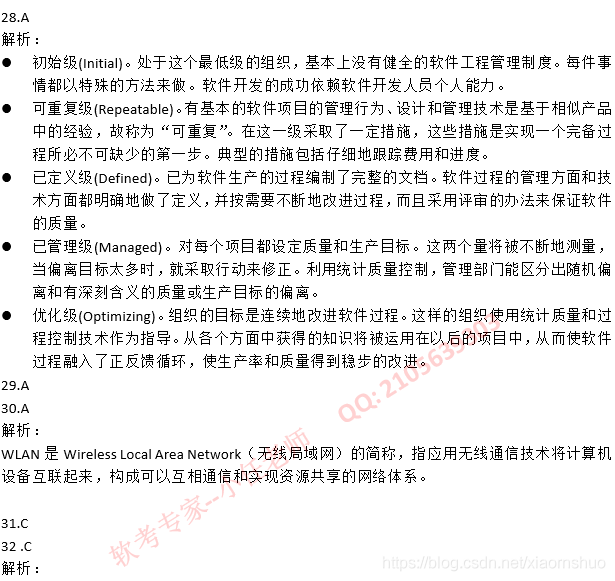 28.A
解析：
● 初始级(Initial)。处于这个最低级的组织，基本上没有健全的软件工程管理制度。每件事
情都以特殊的方法来做。软件开发的成功依赖软件开发人员个人能力。
● 可重复级(Repeatable)。有基本的软件项目的管理行为、设计和管理技术是基于相似产品
中的经验，故称为“可重复”。在这一级采取了一定措施，这些措施是实现一个完备过
程所必不可缺少的第一步。典型的措施包括仔细地跟踪费用和进度。
● 已定义级(Defined)。已为软件生产的过程编制了完整的文档。软件过程的管理方面和技
术方面都明确地做了定义，并按需要不断地改进过程，而且采用评审的办法来保证软件
的质量。
● 已管理级(Managed)。对每个项目都设定质量和生产目标。这两个量将被不断地测量，
当偏离目标太多时，就采取行动来修正。利用统计质量控制，管理部门能区分出随机偏
离和有深刻含义的质量或生产目标的偏离。
● 优化级(Optimizing)。组织的目标是连续地改进软件过程。这样的组织使用统计质量和过
程控制技术作为指导。从各个方面中获得的知识将被运用在以后的项目中，从而使软件
过程融入了正反馈循环，使生产率和质量得到稳步的改进。
29.A
30.A
解析：
WLAN 是 Wireless Local Area Network（无线局域网）的简称，指应用无线通信技术将计算机
设备互联起来，构成可以互相通信和实现资源共享的网络体系。
31.C
32 .C
解析：
软考专家--小任老师 QQ: 2105639803
https://blog.csdn.net/xiaomshuo